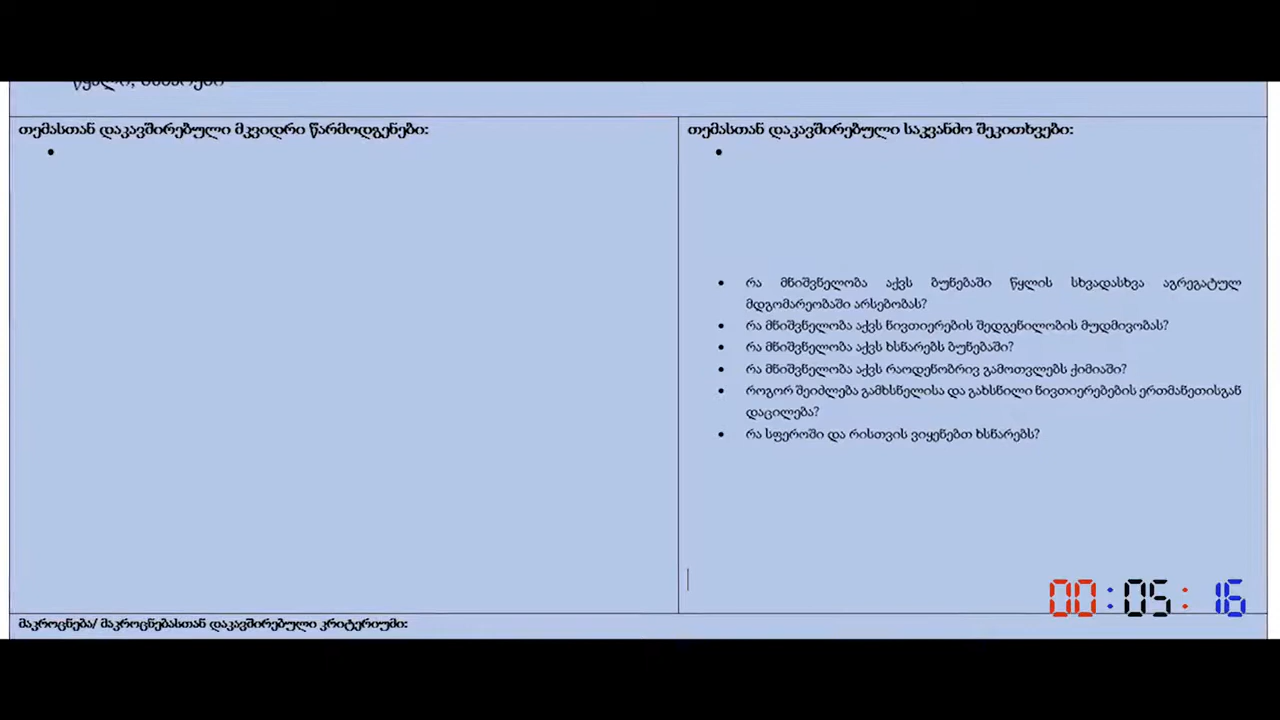 თემასთან დაკავშირებული მკვიდრი წარმოდგენები:
თემასთან დაკავშირებული საკვანძო შეკითხვები:
რა მნიშვნელობა აქვს ბუნებაში წყლის სხვადასხვა აგრეგატულ
მდგომარეობაში არსებობას?
რა მნიშვნელობა აქვს ნივთიერების შედგენილობის მუდმივობას?
რა მნიშვნელობა აქვს ხსნარებს ბუნებაში?
რა მნიშვნელობა აქვს რაოდენობრივ გამოთვლებს ქიმიაში?
როგორ შეიძლება გამხსნელისა და გახსნილი ნივთიერებების ერთმანეთისგან
დაცილება?
რა სფეროში და რისთვის ვიყენებთ ხსნარებს?
00:05:16
მაკროცნება/ მაკროცნებასთან დაკავშირებული კრიტერიუმი: